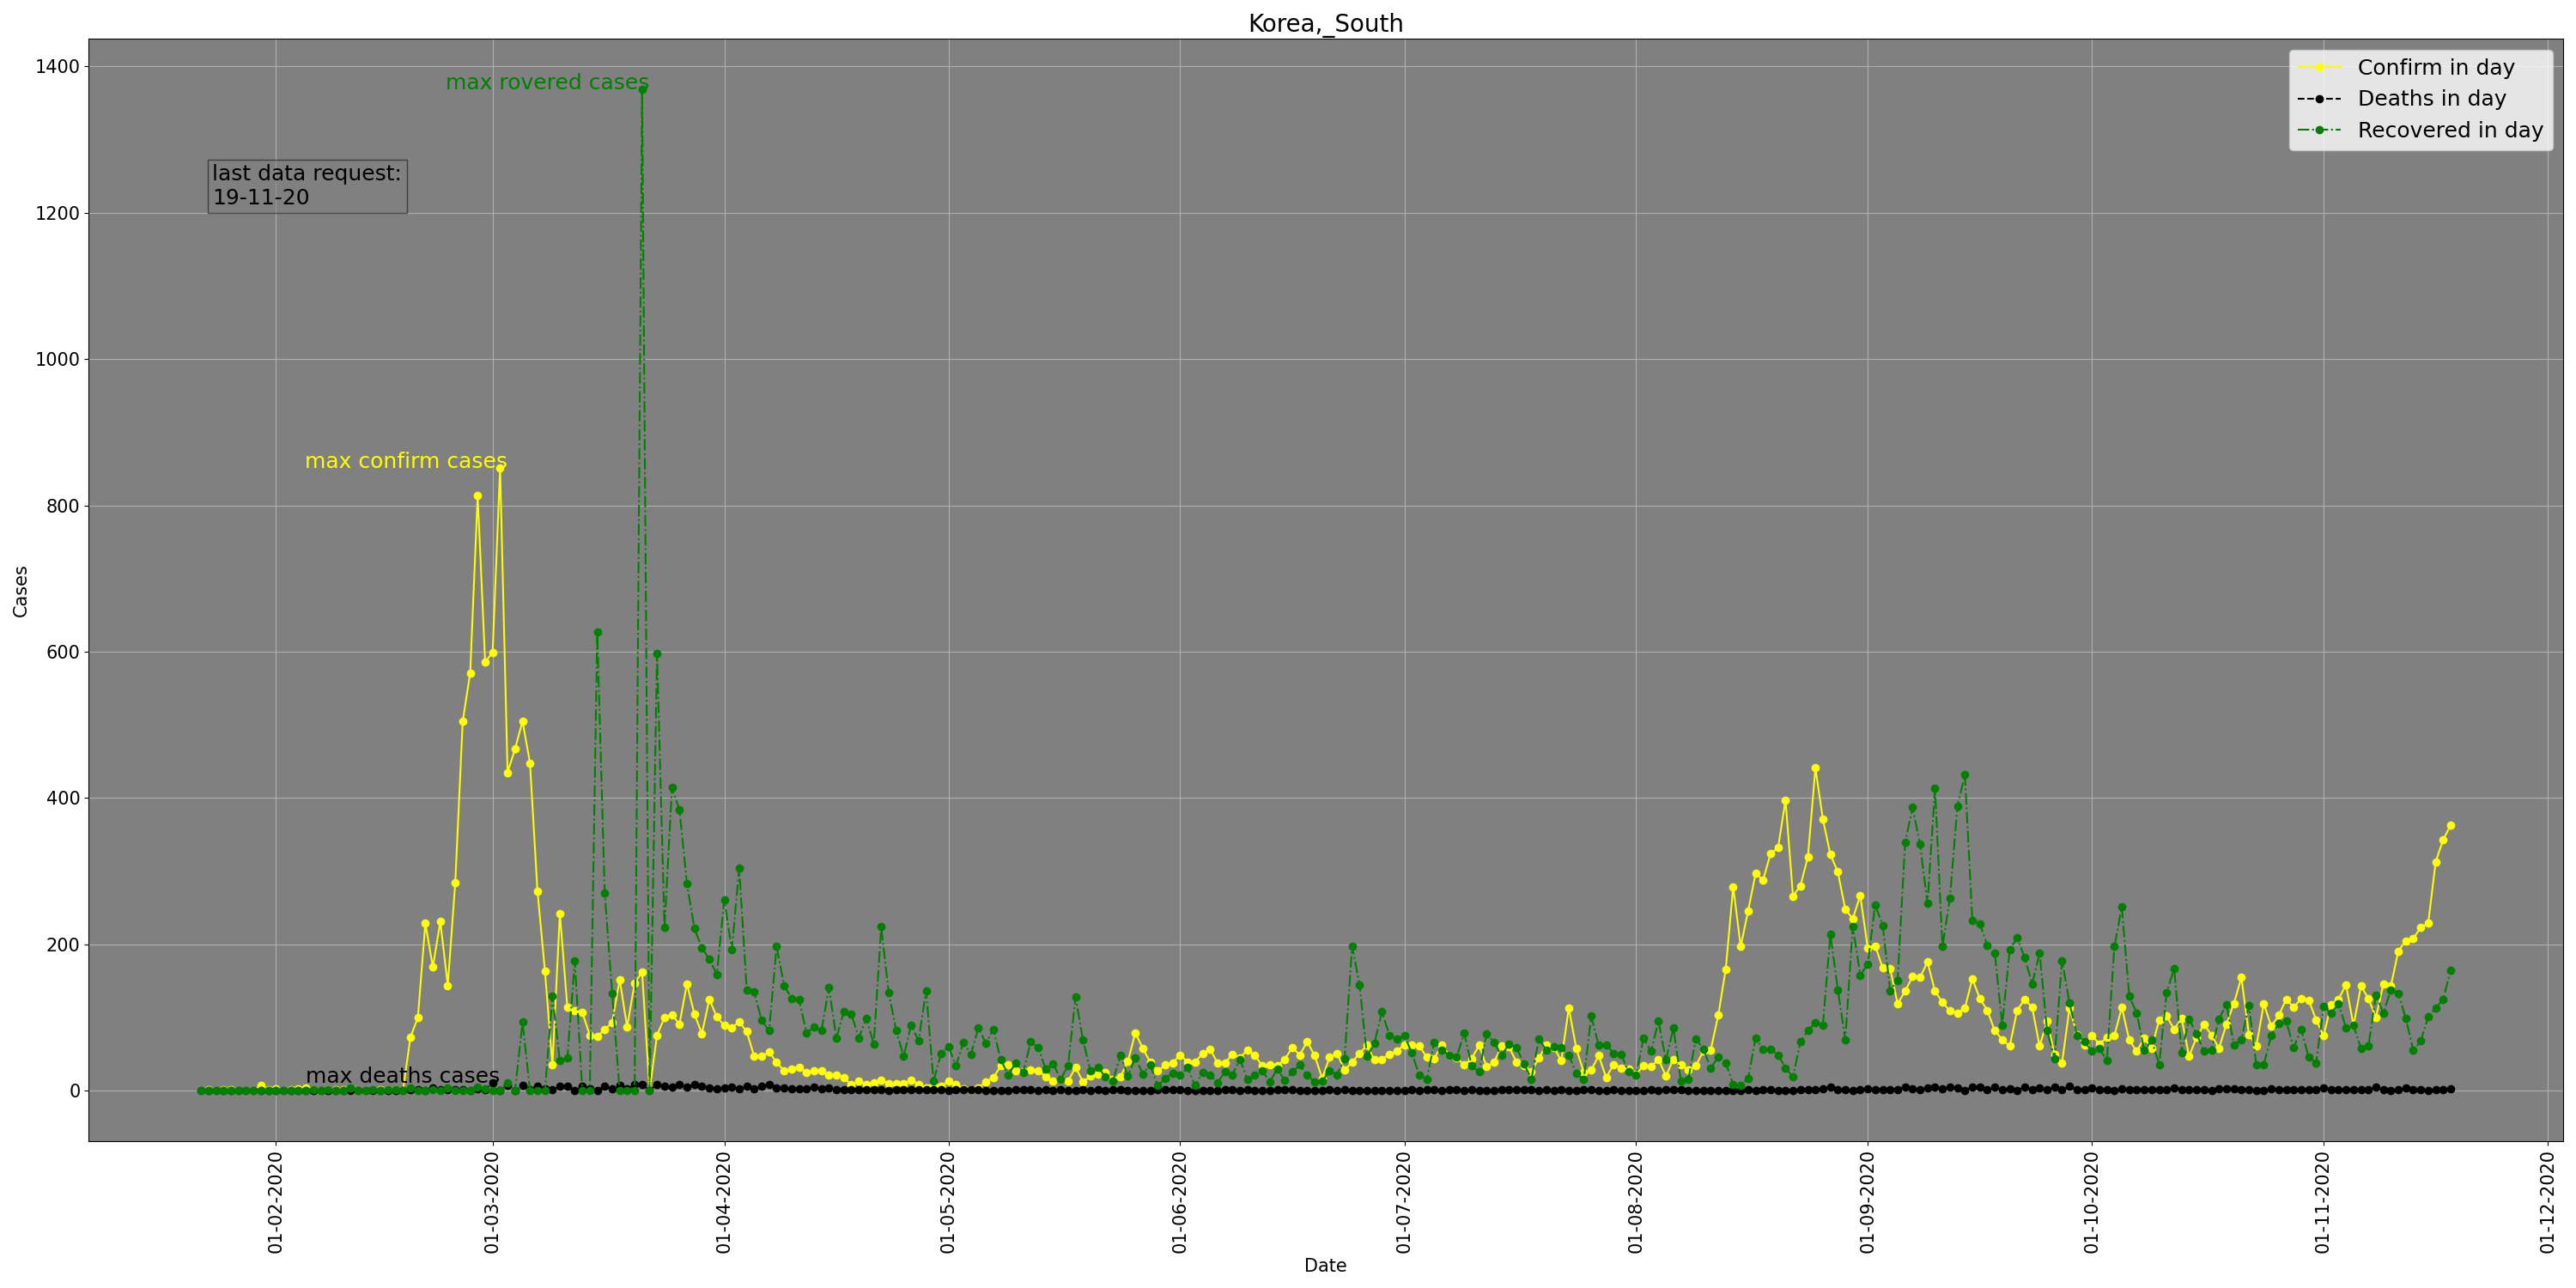 Korea,_South
1400
1200
1000
800
600
400
200
0
Cases
max rovered cases
last data request:
19-11-20
max confirm cases
max deaths cases
Confirm in day
Deaths in day
Recovered in day
01-02-2020
01-03-2020
01-04-2020
01-05-2020
01-06-2020
01-07-2020
01-08-2020
01-09-2020
01-10-2020
01-11-2020
01-12-2020
Date